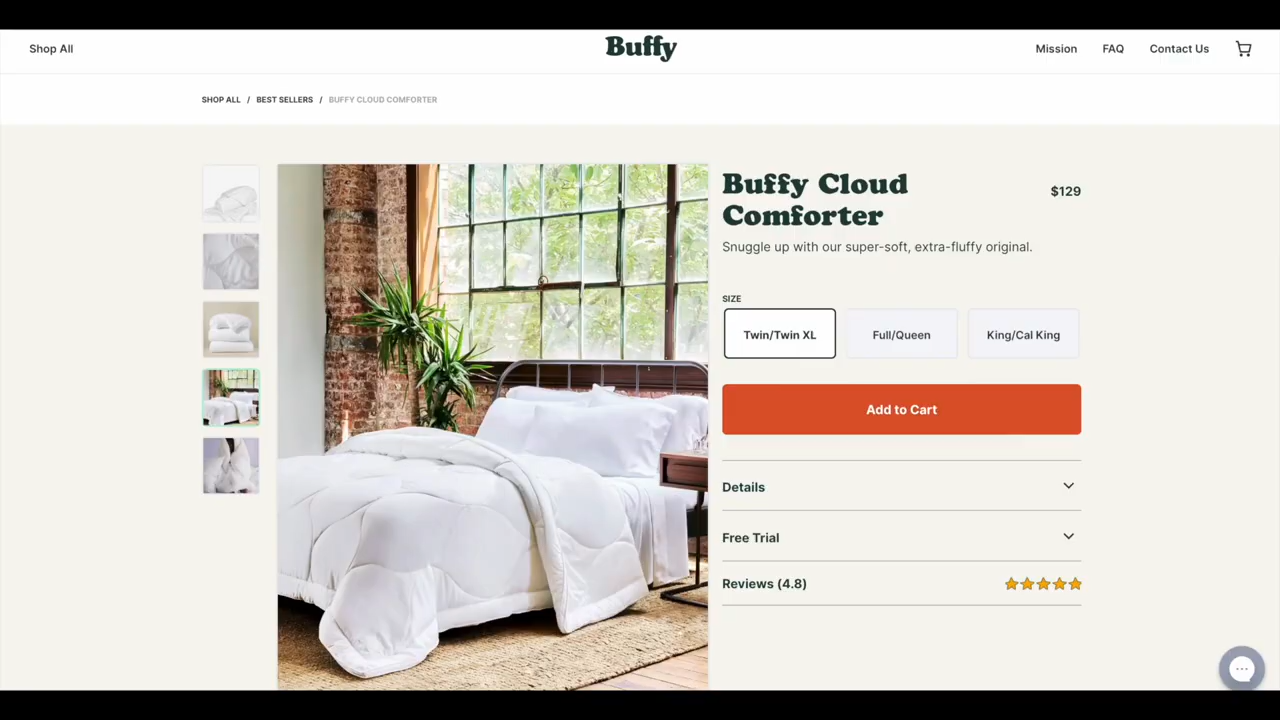 Shop All
Buffy
Mission
FAQ
Contact Us
SHOP ALL / BEST SELLERS / BUFFY CLOUD COMFORTER
Buffy Cloud
Comforter
$129
Snuggle up with our super-soft, extra-fluffy original.
SIZE
Twin/Twin XL
Full/Queen
King/Cal King
Add to Cart
Details
Free Trial
Reviews (4.8)